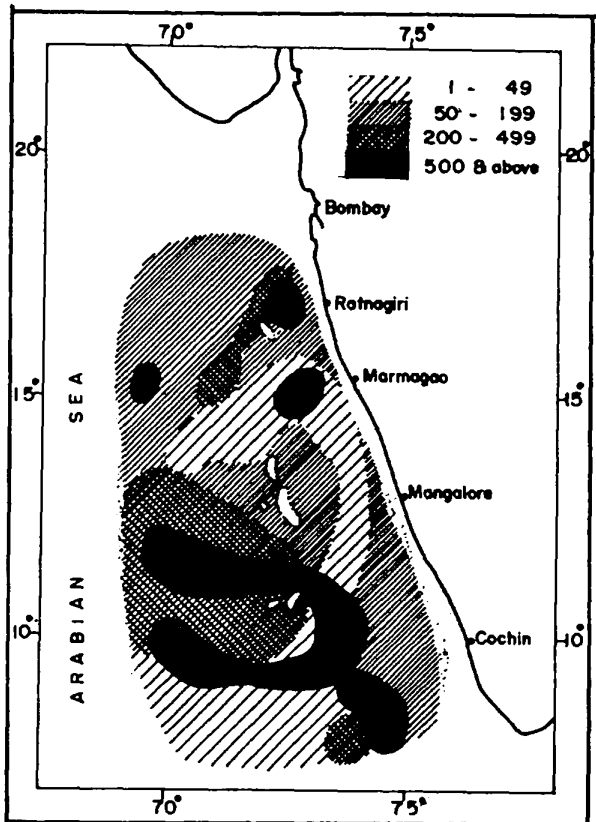 70° 75°
1 - 49
50 - 199
200 - 499
500 & above
20° 20°
Bombay
Ratnagiri
Marmagao
15° 15°
SEA
Mangalore
ARABIAN
10° 10°
Cochin
70° 75°